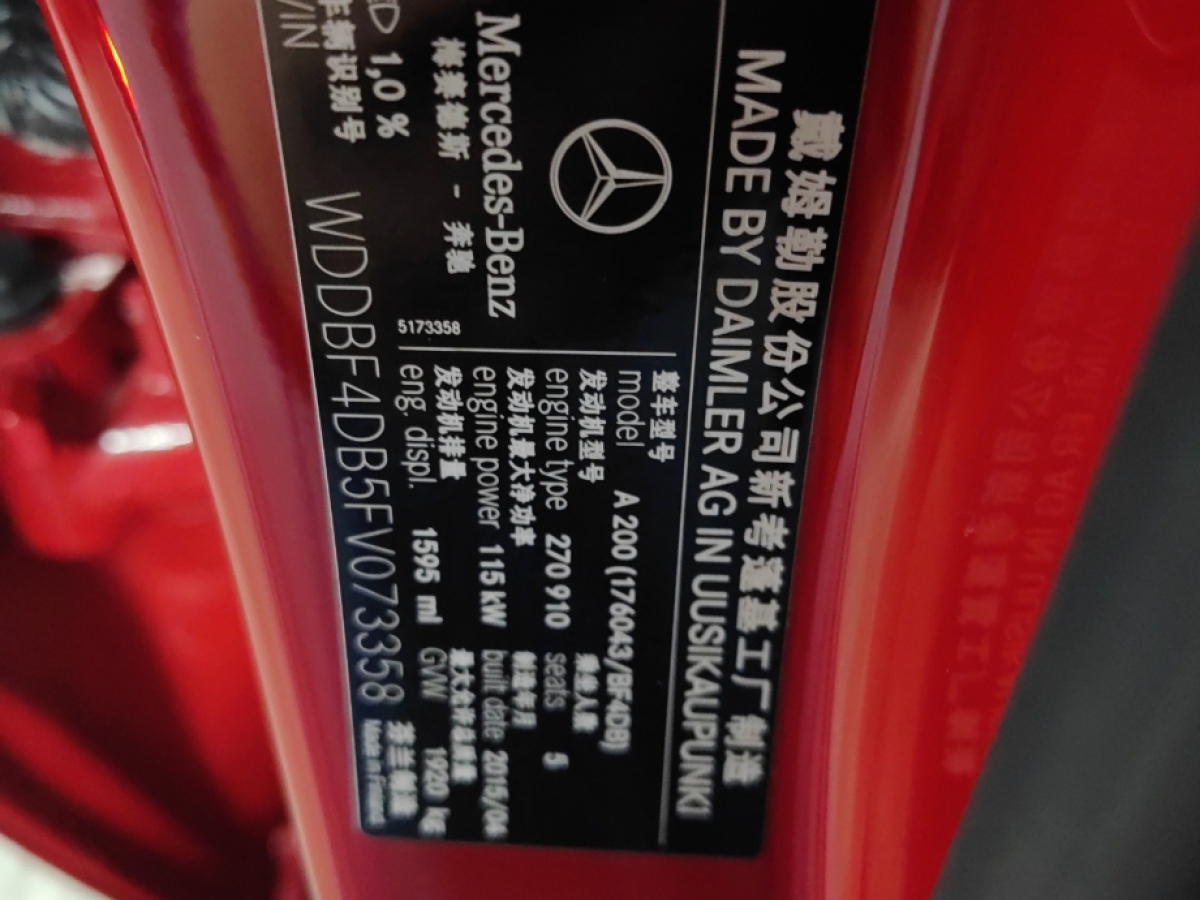 戴姆勒股份公司新考蓬基工厂制造
MADE BY DAIMLER AG IN UUSIKAUPUNKI
Mercedes-Benz
梅赛德斯 - 奔驰
5173358
整车型号
model A 200 (176043/BF4DB)
发动机型号 乘坐人数
engine type 270 910 seats 5
发动机最大净功率 制造年月
engine power 115 kW built date 2015/04
发动机排量 最大允许总质量
eng. displ. 1595 ml GVW 1920 kg
1,0 %
车辆识别号 芬兰制造
VIN WDDBF4DB5FV073358 Made in Finland